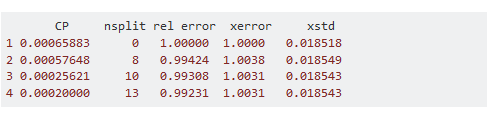 CP nsplit rel error xerror xstd
1 0.00065883 0 1.00000 1.0000 0.018518
2 0.00057648 8 0.99424 1.0038 0.018549
3 0.00025621 10 0.99308 1.0031 0.018543
4 0.00020000 13 0.99231 1.0031 0.018543